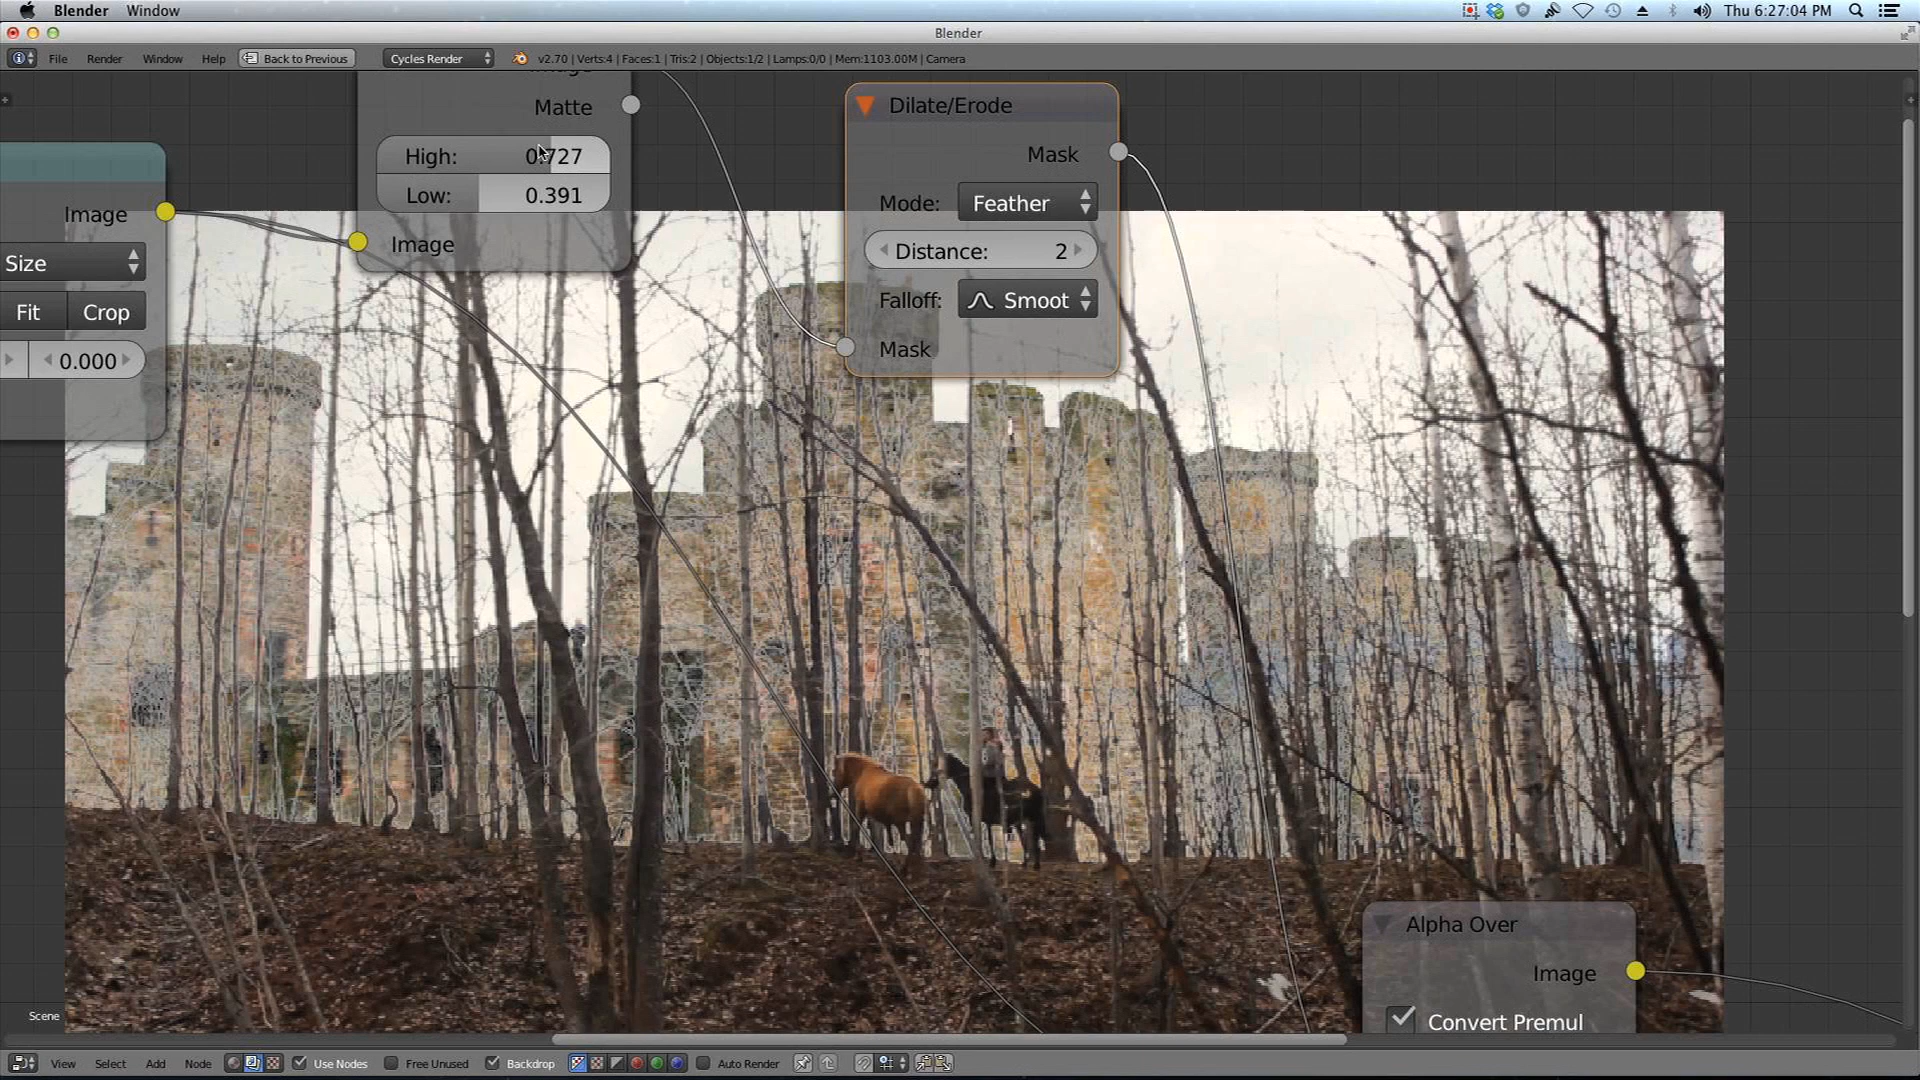 Blender Window Thu 6:27:04 PM
Blender
File Render Window Help Back to Previous Cycles Render v2.70 | Verts:4 | Faces:1 | Tris:2 | Objects:1/2 | Lamps:0/0 | Mem:1103.00M | Camera
Image
Matte
High: 0.727
Low: 0.391
Image
Image
Size
Fit Crop
0.000
Dilate/Erode
Mask
Mode: Feather
Distance: 2
Falloff: Smoot
Mask
Alpha Over
Image
Convert Premul
Scene
View Select Add Node Use Nodes Free Unused Backdrop Auto Render